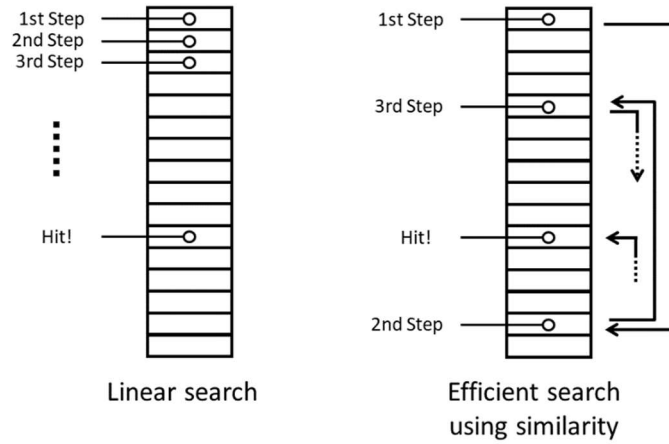 1st Step
2nd Step
3rd Step
Hit!
Linear search
1st Step
3rd Step
Hit!
2nd Step
Efficient search
using similarity